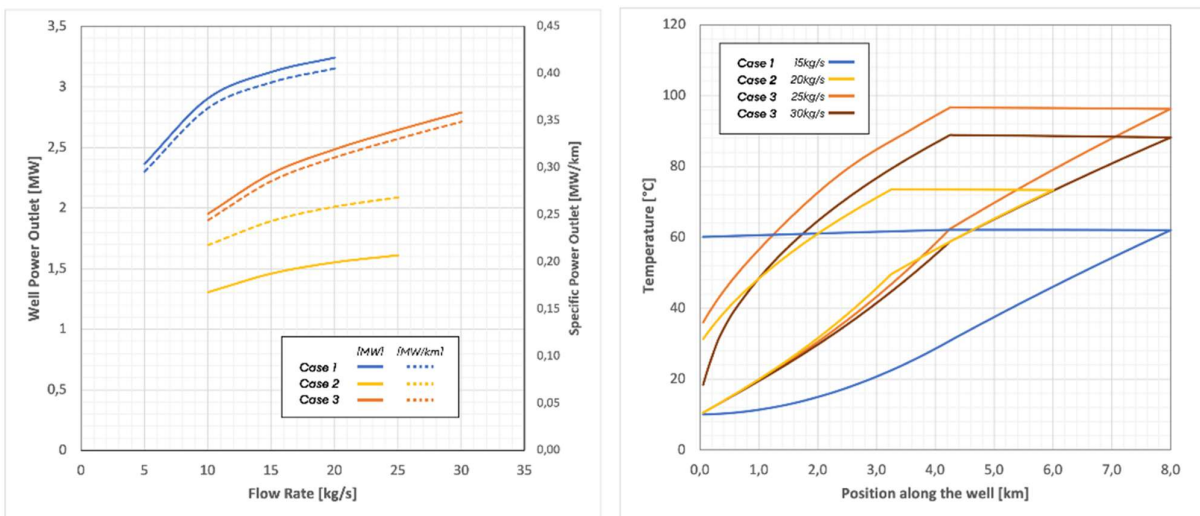 3,5
3
2,5
2
1,5
1
0,5
0
Well Power Outlet [MW]
0,45
0,40
0,35
0,30
0,25
0,20
0,15
0,10
0,05
0,00
Specific Power Outlet [MW/km]
[MW] [MW/km]
Case 1
Case 2
Case 3
0 5 10 15 20 25 30 35
Flow Rate [kg/s]
120
100
80
60
40
20
0
Temperature [°C]
Case 1 15kg/s
Case 2 20kg/s
Case 3 25kg/s
Case 3 30kg/s
0,0 1,0 2,0 3,0 4,0 5,0 6,0 7,0 8,0
Position along the well [km]